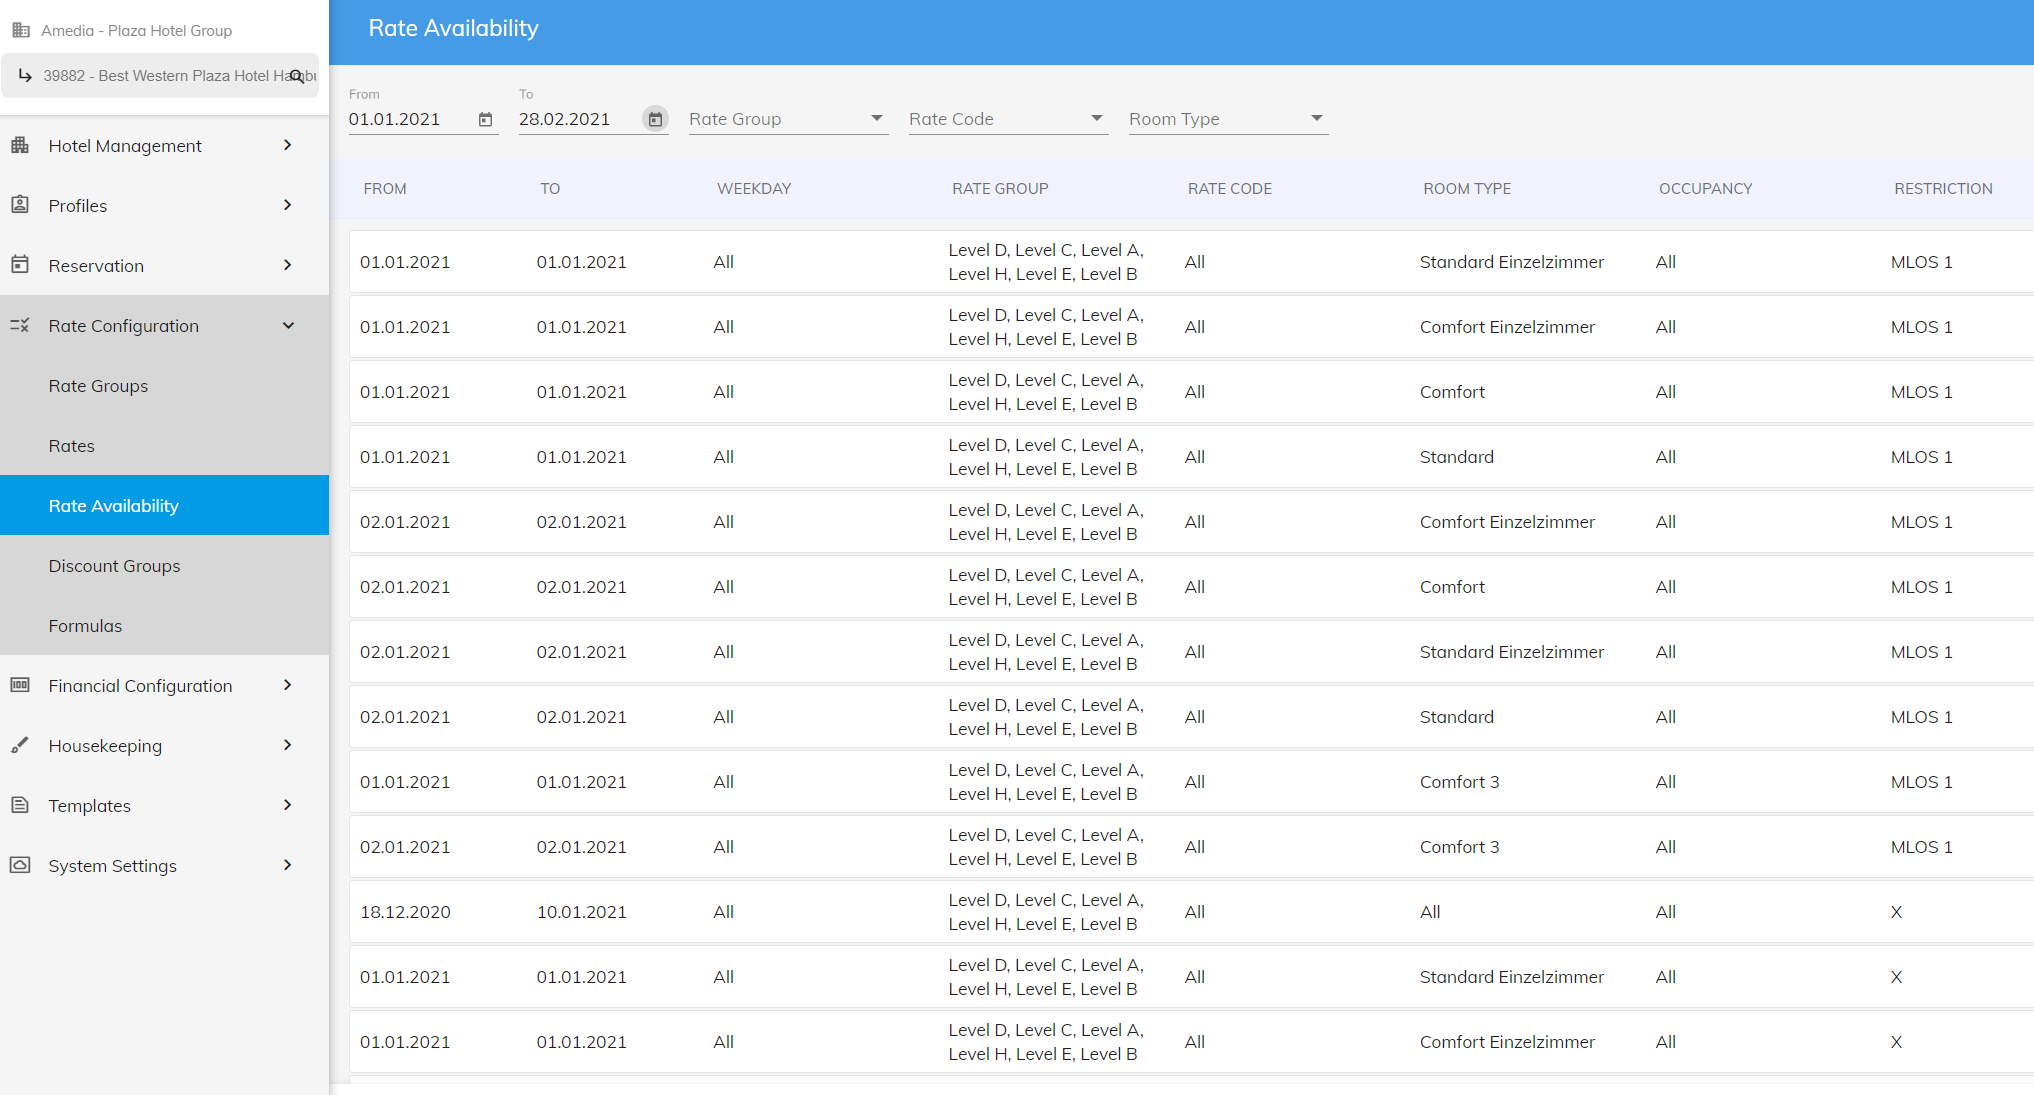 Amedia - Plaza Hotel Group
39882 - Best Western Plaza Hotel Hambu
Hotel Management
Profiles
Reservation
Rate Configuration
Rate Groups
Rates
Rate Availability
Discount Groups
Formulas
Financial Configuration
Housekeeping
Templates
System Settings
Rate Availability
From To
01.01.2021 28.02.2021 Rate Group Rate Code Room Type
FROM TO WEEKDAY RATE GROUP RATE CODE ROOM TYPE OCCUPANCY RESTRICTION
01.01.2021 01.01.2021 All Level D, Level C, Level A, Level H, Level E, Level B All Standard Einzelzimmer All MLOS 1
01.01.2021 01.01.2021 All Level D, Level C, Level A, Level H, Level E, Level B All Comfort Einzelzimmer All MLOS 1
01.01.2021 01.01.2021 All Level D, Level C, Level A, Level H, Level E, Level B All Comfort All MLOS 1
01.01.2021 01.01.2021 All Level D, Level C, Level A, Level H, Level E, Level B All Standard All MLOS 1
02.01.2021 02.01.2021 All Level D, Level C, Level A, Level H, Level E, Level B All Comfort Einzelzimmer All MLOS 1
02.01.2021 02.01.2021 All Level D, Level C, Level A, Level H, Level E, Level B All Comfort All MLOS 1
02.01.2021 02.01.2021 All Level D, Level C, Level A, Level H, Level E, Level B All Standard Einzelzimmer All MLOS 1
02.01.2021 02.01.2021 All Level D, Level C, Level A, Level H, Level E, Level B All Standard All MLOS 1
01.01.2021 01.01.2021 All Level D, Level C, Level A, Level H, Level E, Level B All Comfort 3 All MLOS 1
02.01.2021 02.01.2021 All Level D, Level C, Level A, Level H, Level E, Level B All Comfort 3 All MLOS 1
18.12.2020 10.01.2021 All Level D, Level C, Level A, Level H, Level E, Level B All All All X
01.01.2021 01.01.2021 All Level D, Level C, Level A, Level H, Level E, Level B All Standard Einzelzimmer All X
01.01.2021 01.01.2021 All Level D, Level C, Level A, Level H, Level E, Level B All Comfort Einzelzimmer All X